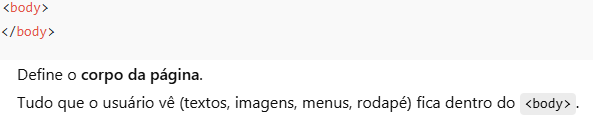 <body>
</body>
Define o corpo da página.
Tudo que o usuário vê (textos, imagens, menus, rodapé) fica dentro do <body>.